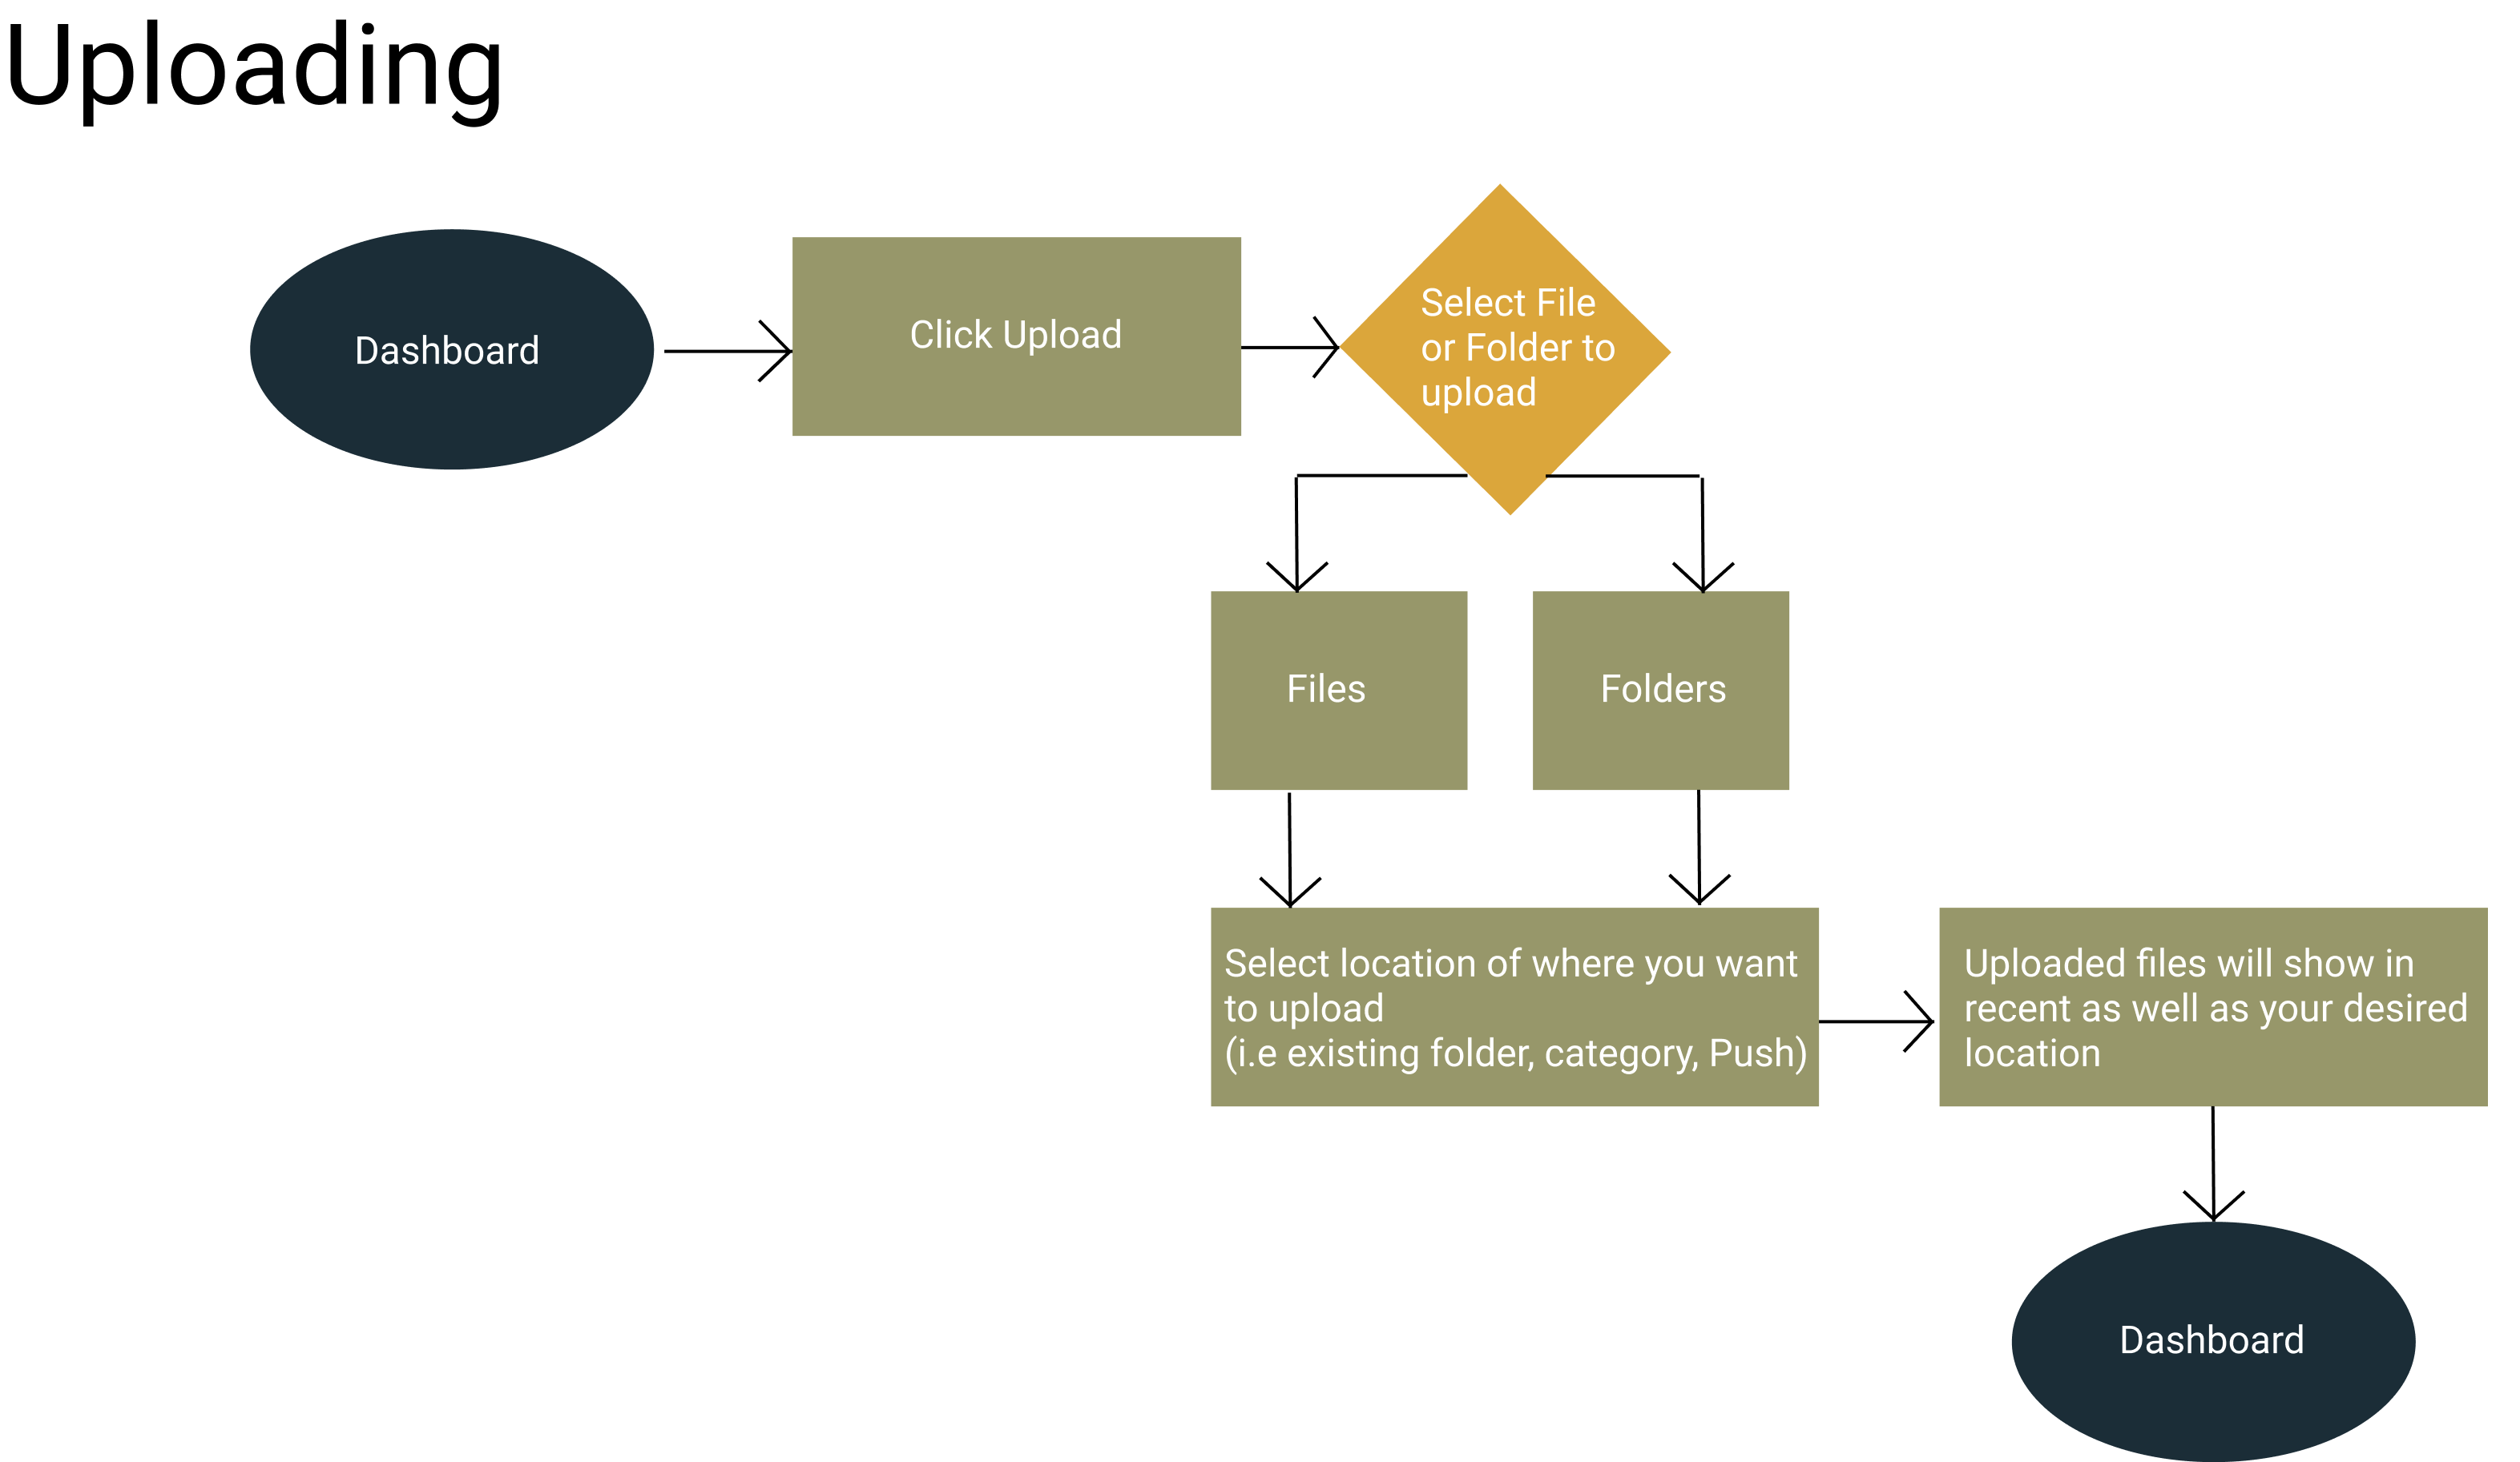 Uploading
Dashboard
Click Upload
Select File
or Folder to
upload
Files
Folders
Select location of where you want
to upload
(i.e existing folder, category, Push)
Uploaded files will show in
recent as well as your desired
location
Dashboard